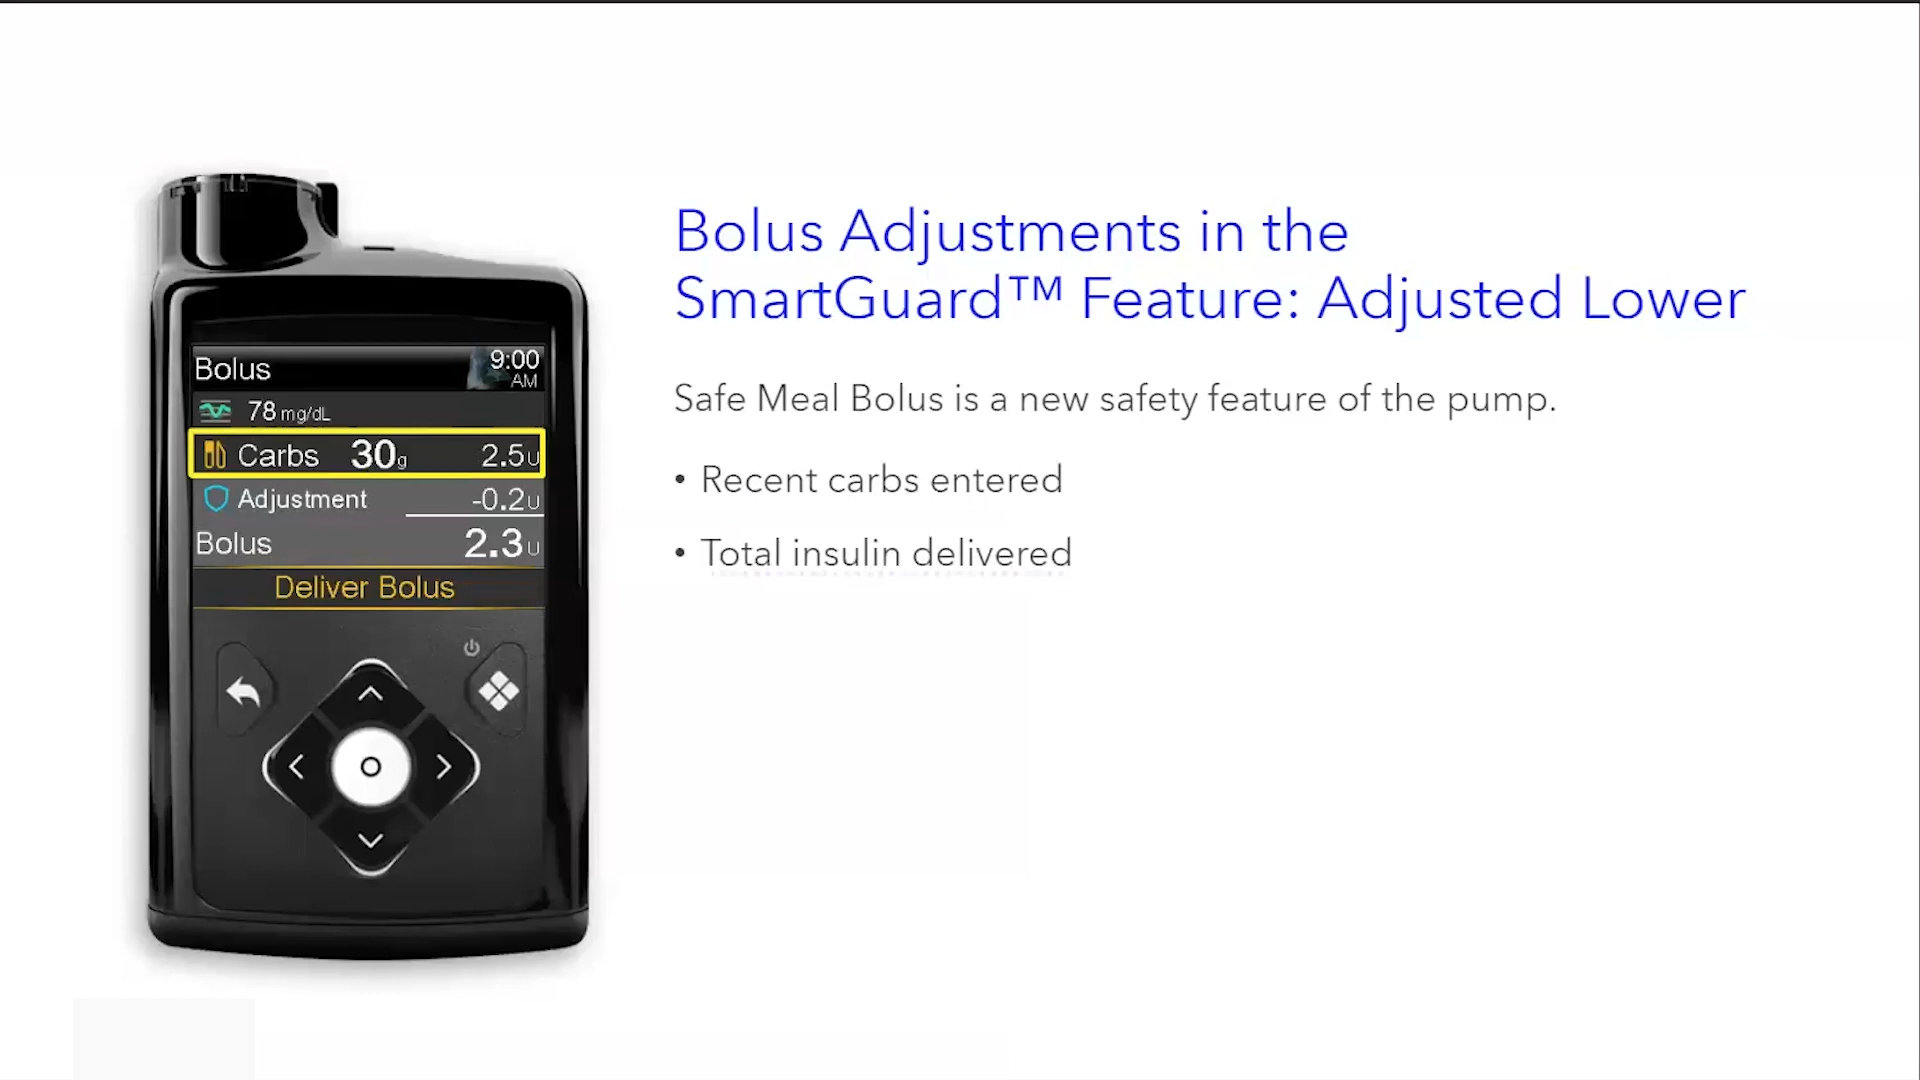 Bolus Adjustments in the
SmartGuard™ Feature: Adjusted Lower
Safe Meal Bolus is a new safety feature of the pump.
• Recent carbs entered
• Total insulin delivered
Bolus 9:00 AM
78 mg/dL
Carbs 30g 2.5U
Adjustment -0.2U
Bolus 2.3U
Deliver Bolus